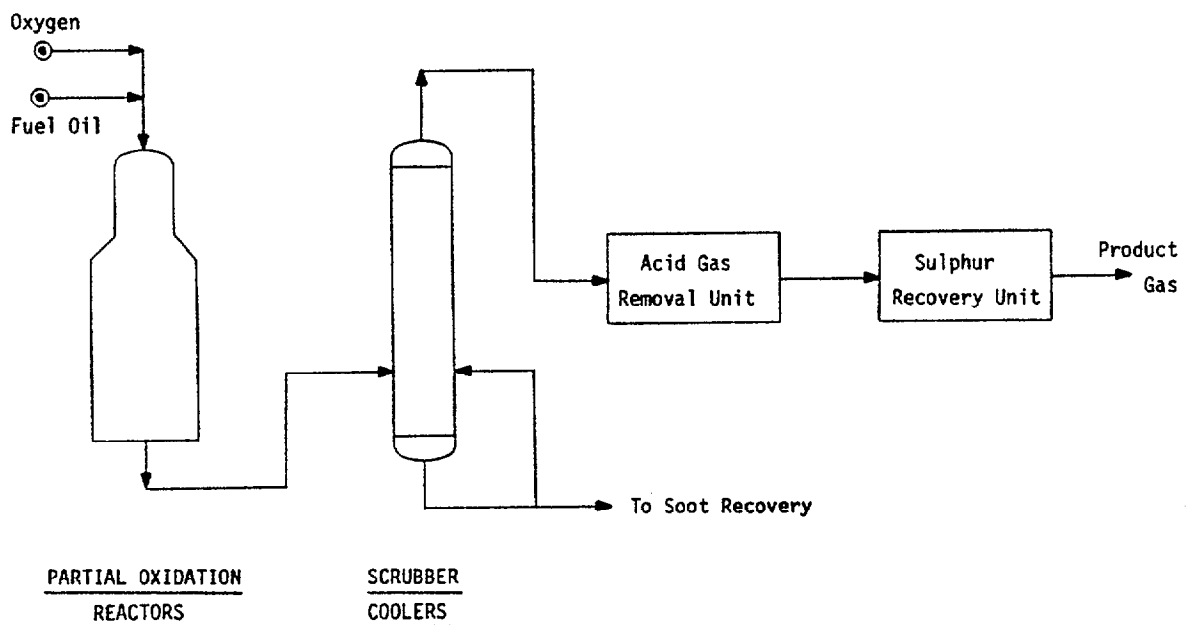 Oxygen
Fuel Oil
Acid Gas
Removal Unit
Sulphur
Recovery Unit
Product
Gas
To Soot Recovery
PARTIAL OXIDATION
REACTORS
SCRUBBER
COOLERS